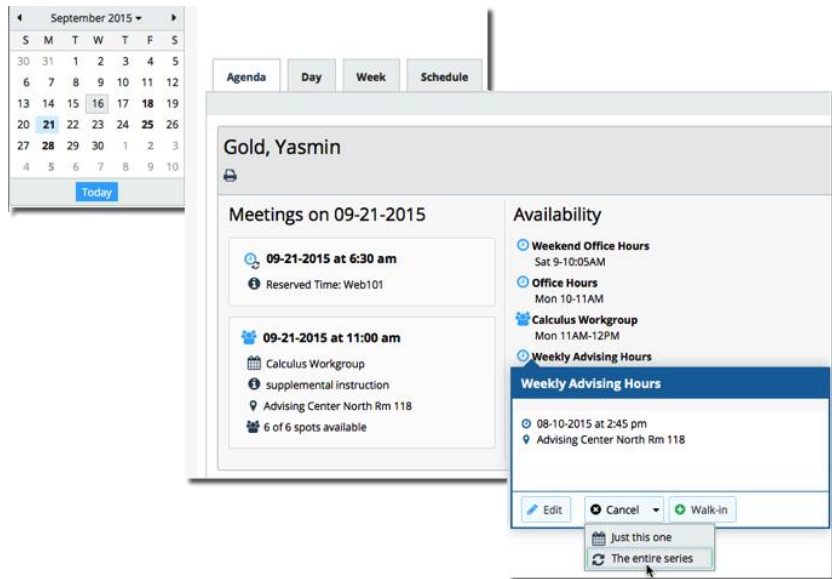 September 2015
S M T W T F S
30 31 1 2 3 4 5
6 7 8 9 10 11 12
13 14 15 16 17 18 19
20 21 22 23 24 25 26
27 28 29 30 1 2 3
4 5 6 7 8 9 10
Today
Agenda Day Week Schedule
Gold, Yasmin
Meetings on 09-21-2015
09-21-2015 at 6:30 am
Reserved Time: Web101
09-21-2015 at 11:00 am
Calculus Workgroup
supplemental instruction
Advising Center North Rm 118
6 of 6 spots available
Availability
Weekend Office Hours
Sat 9-10:05AM
Office Hours
Mon 10-11AM
Calculus Workgroup
Mon 11AM-12PM
Weekly Advising Hours
Weekly Advising Hours
08-10-2015 at 2:45 pm
Advising Center North Rm 118
Edit Cancel Walk-in
Just this one
The entire series